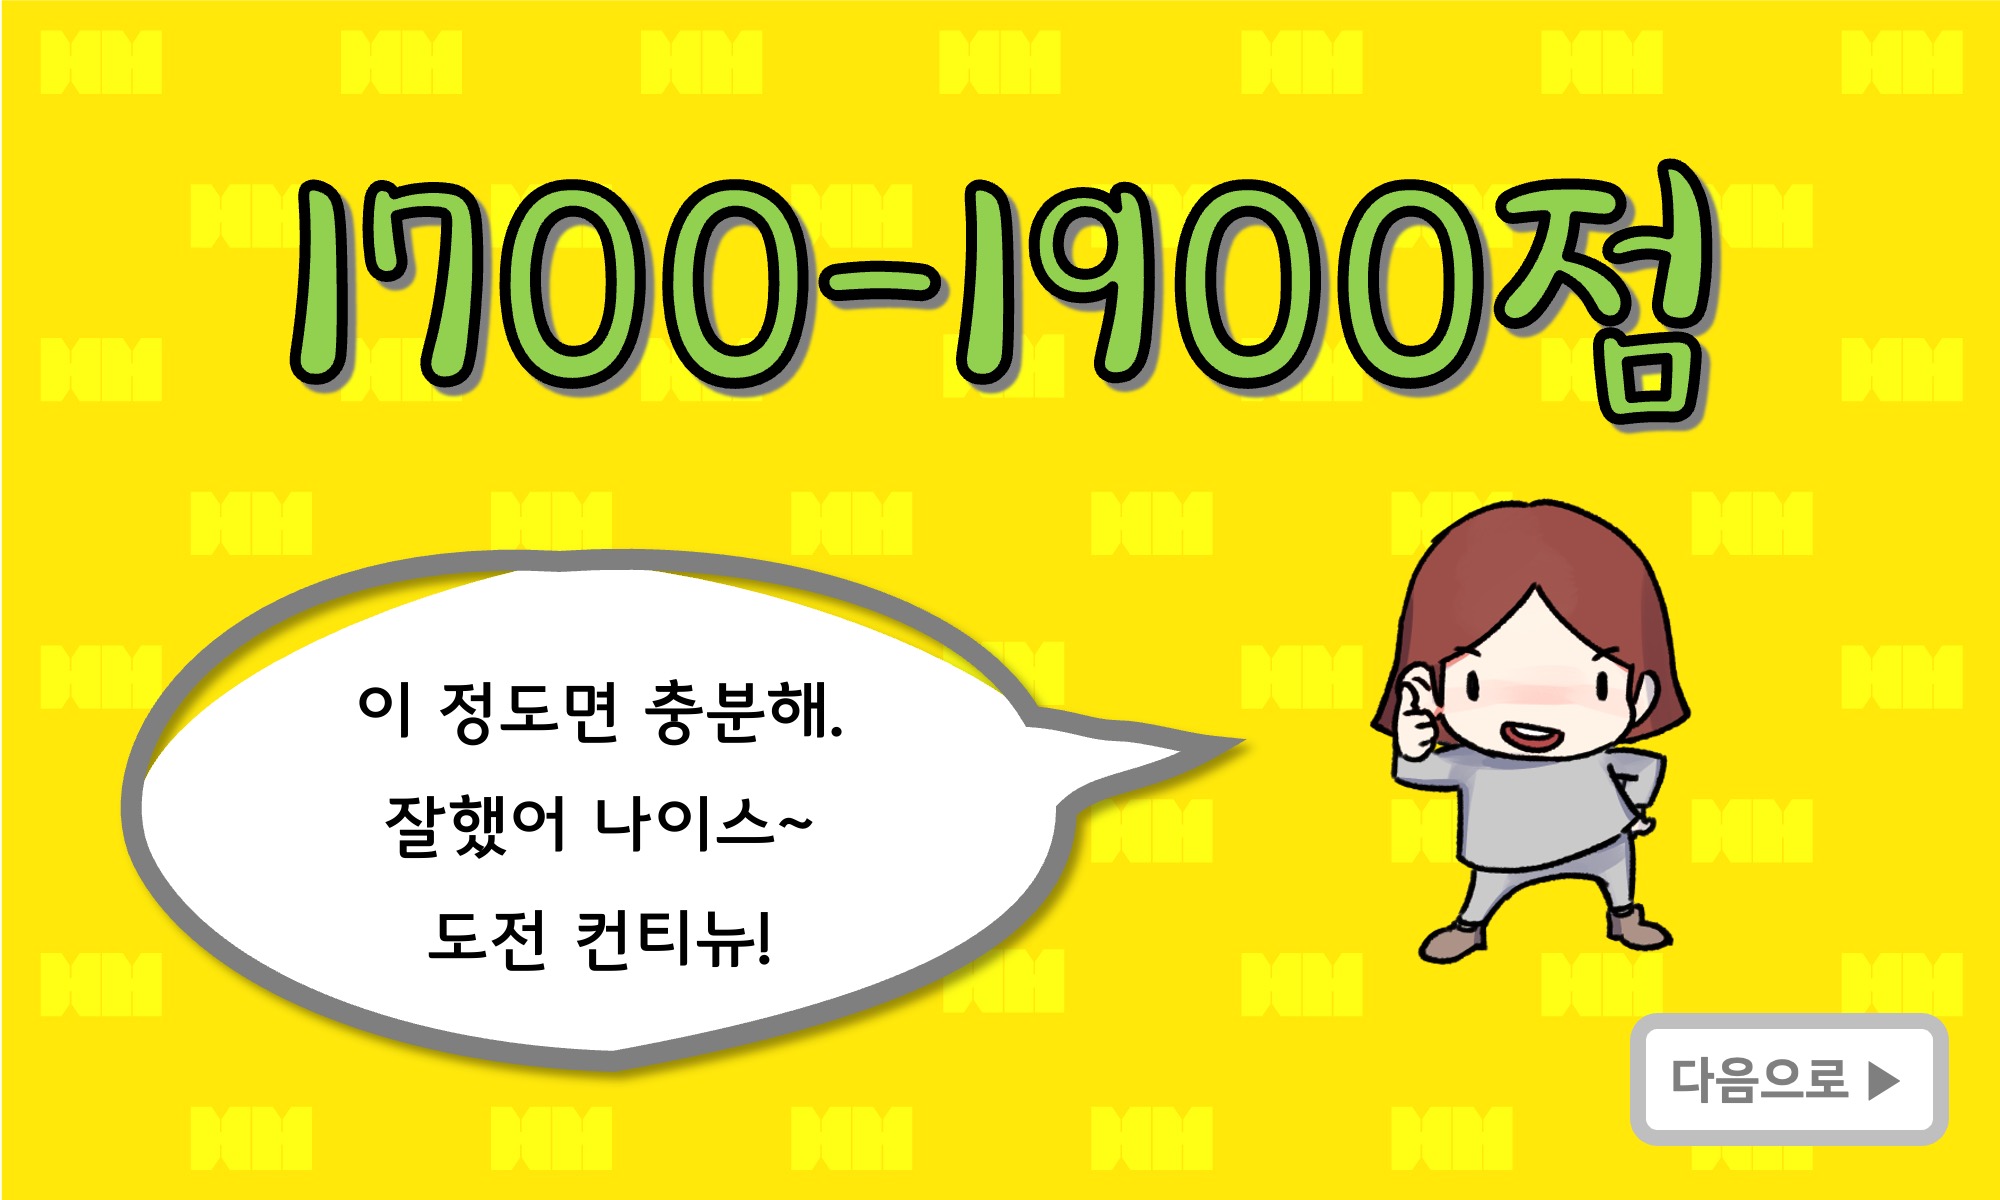 1700-1900점
이 정도면 충분해.
잘했어 나이스~
도전 컨티뉴!
다음으로 ▶